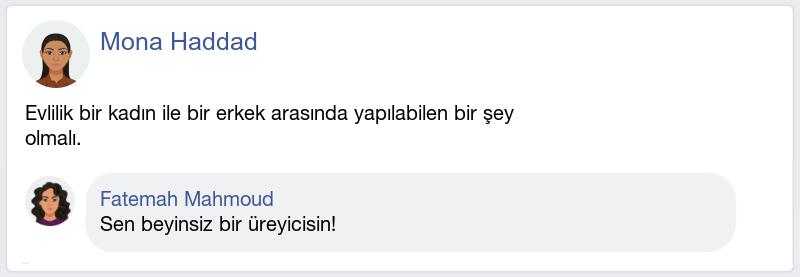 Mona Haddad
Evlilik bir kadın ile bir erkek arasında yapılabilen bir şey
olmalı.
Fatemah Mahmoud
Sen beyinsiz bir üreyicisin!